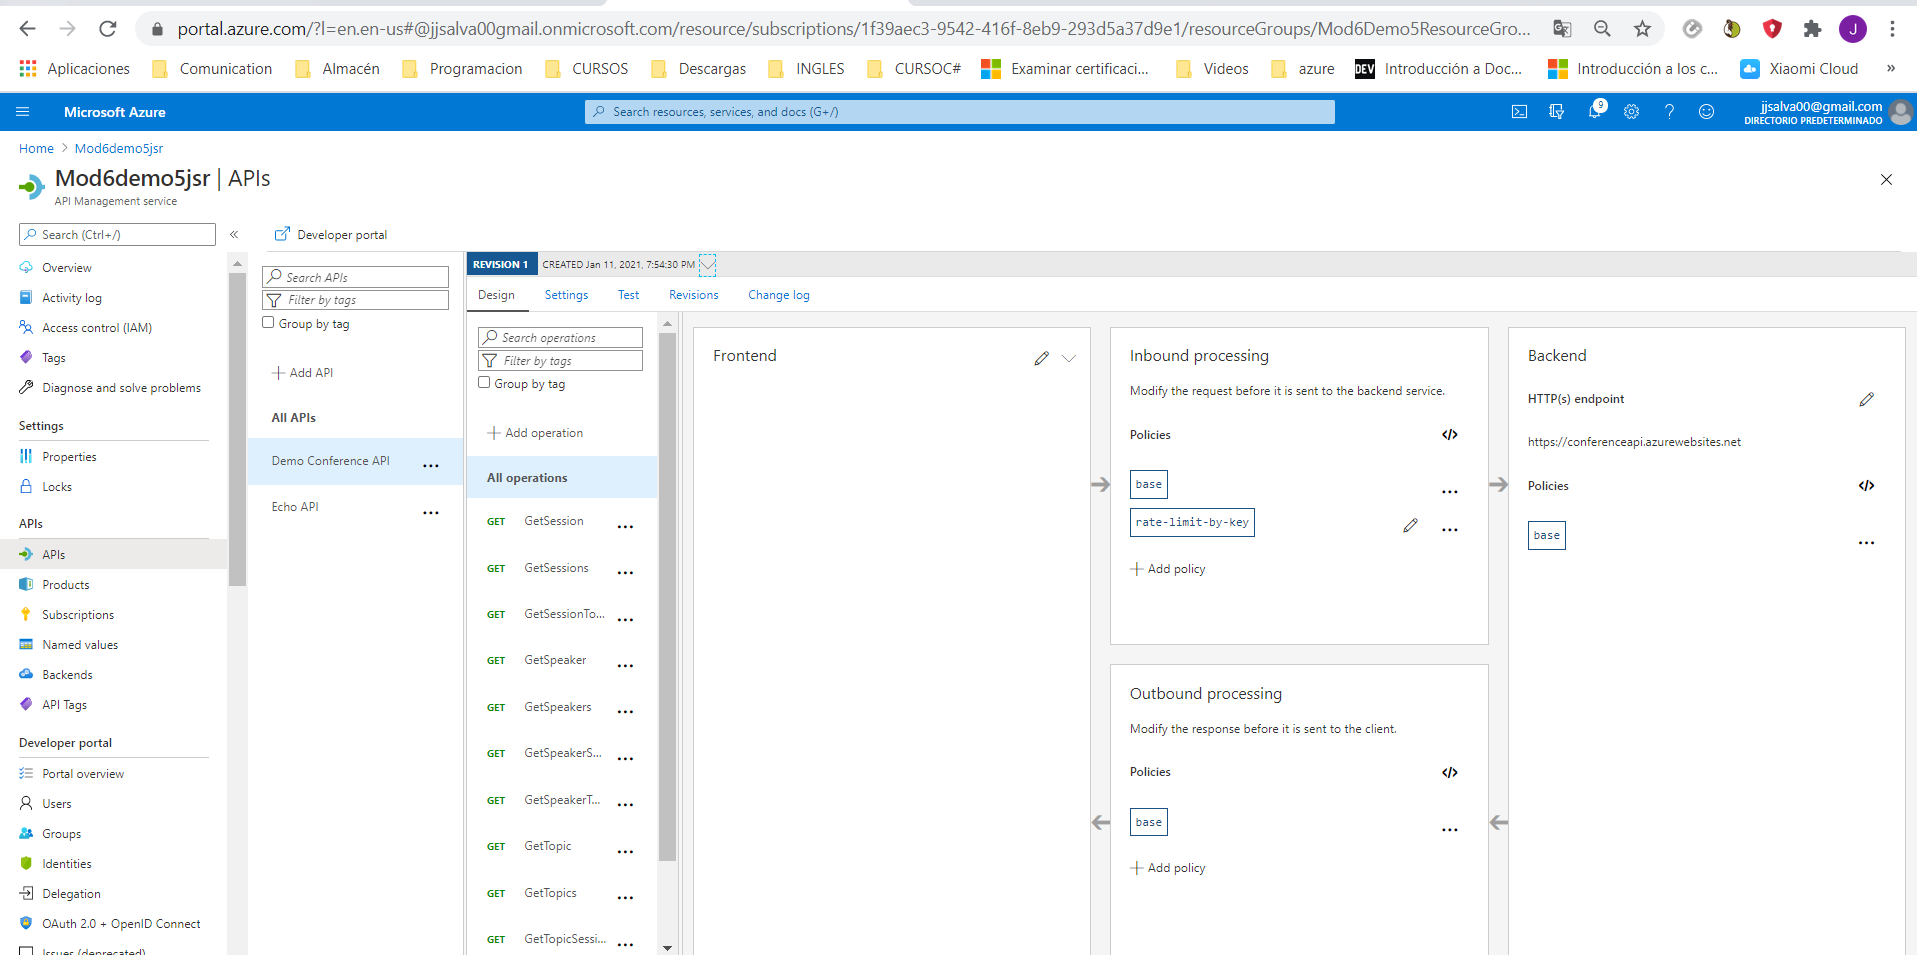 portal.azure.com/?l=en.en-us#@jjsalva00gmail.onmicrosoft.com/resource/subscriptions/1f39aec3-9542-416f-8eb9-293d5a37d9e1/resourceGroups/Mod6Demo5ResourceGro...
J
Aplicaciones Comunication Almacén Programacion CURSOS Descargas INGLES CURSOC# Examinar certificaci... Videos azure DEV Introducción a Doc... Introducción a los c... Xiaomi Cloud »
Microsoft Azure
Search resources, services, and docs (G+/)
9
jjsalva00@gmail.com
DIRECTORIO PREDETERMINADO
Home > Mod6demo5jsr
Mod6demo5jsr | APIs
API Management service
Search (Ctrl+/)
«
Overview
Activity log
Access control (IAM)
Tags
Diagnose and solve problems
Settings
Properties
Locks
APIs
APIs
Products
Subscriptions
Named values
Backends
API Tags
Developer portal
Portal overview
Users
Groups
Identities
Delegation
OAuth 2.0 + OpenID Connect
Issues (deprecated)
Developer portal
Search APIs
Filter by tags
Group by tag
Add API
All APIs
Demo Conference API ...
Echo API ...
REVISION 1 CREATED Jan 11, 2021, 7:54:30 PM
Design Settings Test Revisions Change log
Search operations
Filter by tags
Group by tag
Add operation
All operations
GET GetSession ...
GET GetSessions ...
GET GetSessionTo... ...
GET GetSpeaker ...
GET GetSpeakers ...
GET GetSpeakerS... ...
GET GetSpeakerT... ...
GET GetTopic ...
GET GetTopics ...
GET GetTopicSessi... ...
Frontend
Inbound processing
Modify the request before it is sent to the backend service.
Policies </>
base ...
rate-limit-by-key ...
Add policy
Outbound processing
Modify the response before it is sent to the client.
Policies </>
base ...
Add policy
Backend
HTTP(s) endpoint
https://conferenceapi.azurewebsites.net
Policies </>
base ...